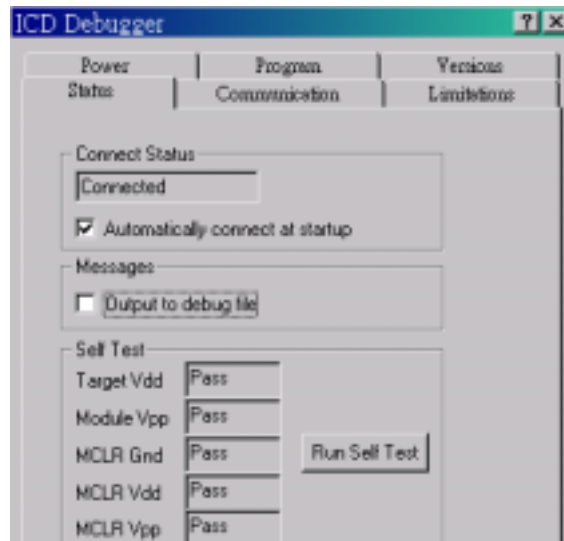 ICD Debugger
Power Program Versions
Status Communication Limitations
Connect Status
Connected
Automatically connect at startup
Messages
Output to debug file
Self Test
Target Vdd Pass
Module Vpp Pass
MCLR Gnd Pass
Run Self Test
MCLR Vdd Pass
MCLR Vpp Pass